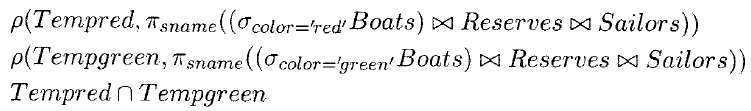 ρ(Tempred, π_sname((σ_color='red' Boats) ⋈ Reserves ⋈ Sailors))
ρ(Tempgreen, π_sname((σ_color='green' Boats) ⋈ Reserves ⋈ Sailors))
Tempred ∩ Tempgreen